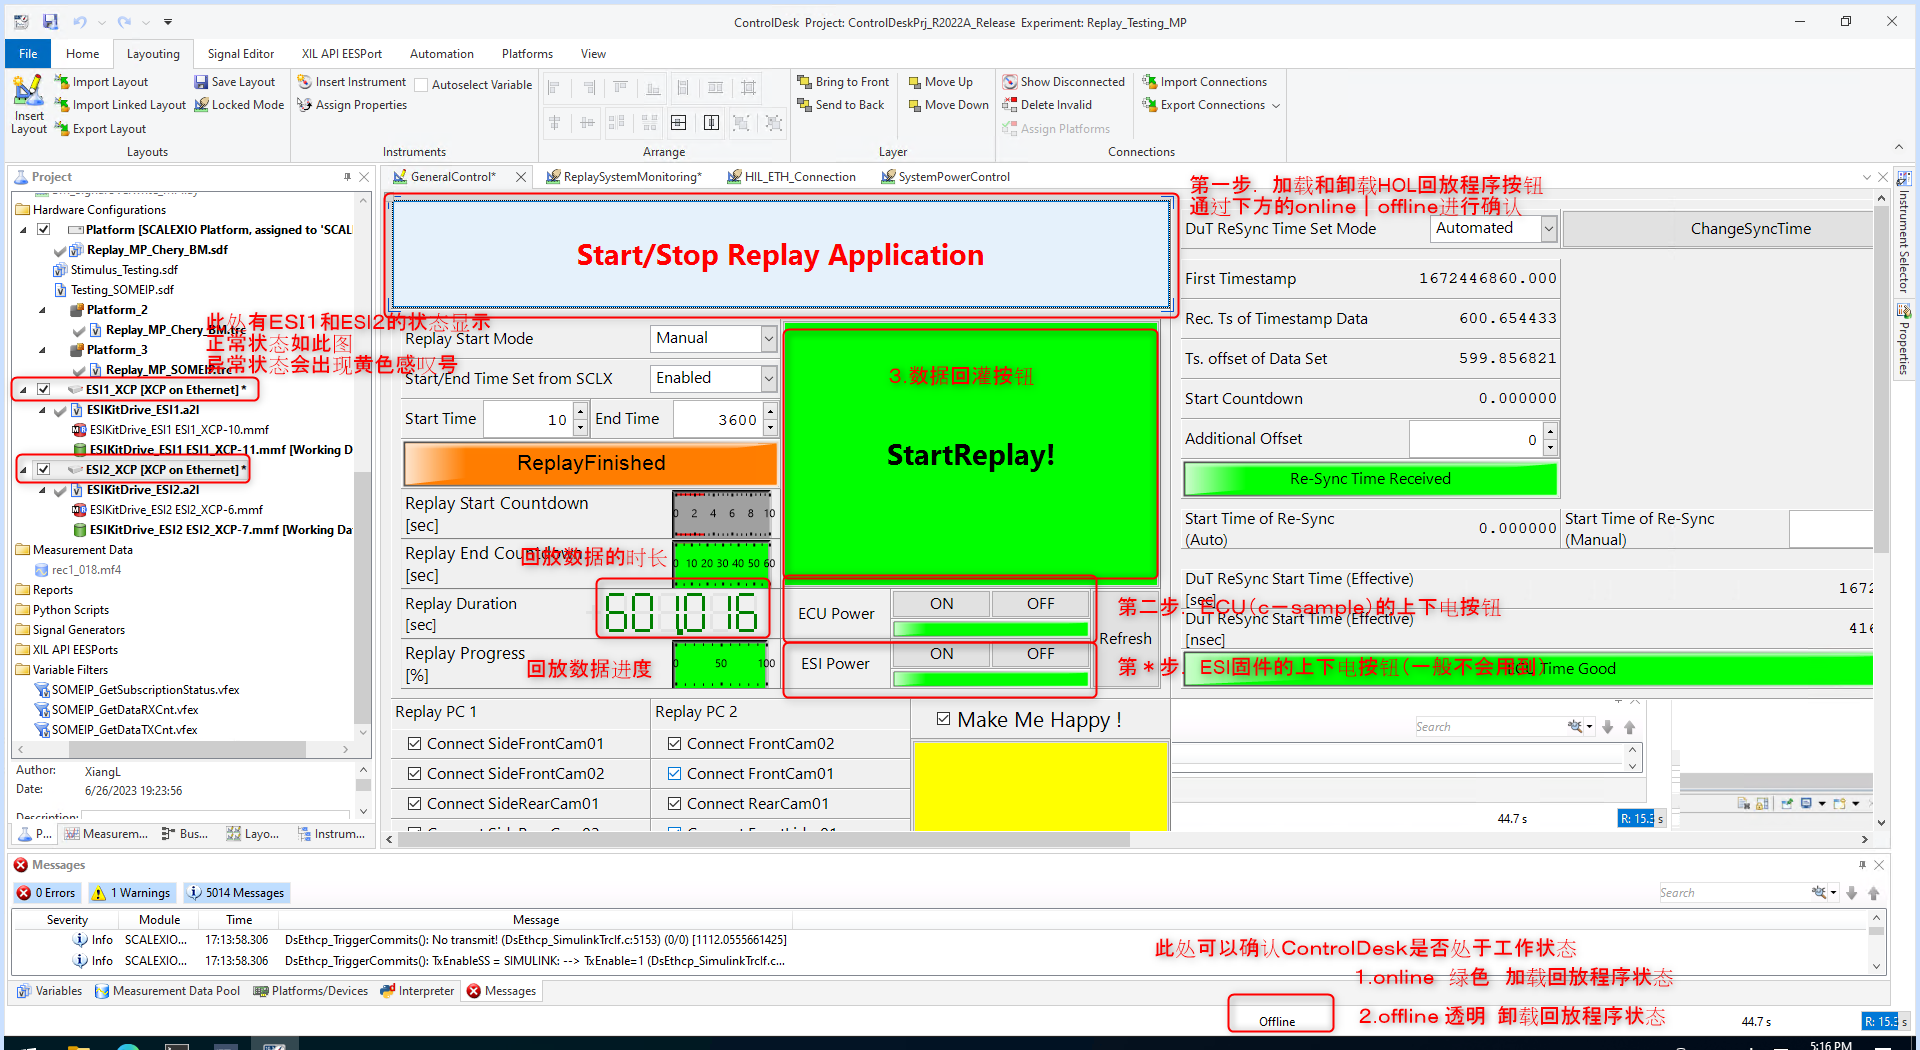 ControlDesk Project: ControlDeskPrj_R2022A_Release Experiment: Replay_Testing_MP
File Home Layouting Signal Editor XIL API EESPort Automation Platforms View
Insert Layout
Import Layout
Import Linked Layout
Export Layout
Save Layout
Locked Mode
Layouts
Insert Instrument
Assign Properties
Autoselect Variable
Instruments
Arrange
Bring to Front
Send to Back
Move Up
Move Down
Layer
Show Disconnected
Delete Invalid
Assign Platforms
Import Connections
Export Connections
Connections
Project
Hardware Configurations
Platform [SCALEXIO Platform, assigned to 'SCAL
Replay_MP_Chery_BM.sdf
Stimulus_Testing.sdf
Testing_SOMEIP.sdf
Platform_2
Replay_MP_Chery_BM.trc
Platform_3
Replay_MP_SOMEIP.trc
此处有ESI1和ESI2的状态显示
正常状态如此图
异常状态会出现黄色感叹号
ESI1_XCP [XCP on Ethernet] *
ESIKitDrive_ESI1.a2l
ESIKitDrive_ESI1 ESI1_XCP-10.mmf
ESIKitDrive_ESI1 ESI1_XCP-11.mmf [Working D
ESI2_XCP [XCP on Ethernet] *
ESIKitDrive_ESI2.a2l
ESIKitDrive_ESI2 ESI2_XCP-6.mmf
ESIKitDrive_ESI2 ESI2_XCP-7.mmf [Working Da
Measurement Data
rec1_018.mf4
Reports
Python Scripts
Signal Generators
XIL API EESPorts
Variable Filters
SOMEIP_GetSubscriptionStatus.vfex
SOMEIP_GetDataRXCnt.vfex
SOMEIP_GetDataTXCnt.vfex
Author: XiangL
Date: 6/26/2023 19:23:56
Description:
P... Measurem... Bus... Layo... Instrum...
GeneralControl* ReplaySystemMonitoring* HIL_ETH_Connection SystemPowerControl
Start/Stop Replay Application
第一步. 加载和卸载HOL回放程序按钮
通过下方的online | offline进行确认
Replay Start Mode Manual
Start/End Time Set from SCLX Enabled
Start Time 10 End Time 3600
ReplayFinished
Replay Start Countdown [sec]
0 2 4 6 8 10
Replay End Countdown [sec]
0 10 20 30 40 50 60
回放数据的时长
Replay Duration [sec]
601.016
Replay Progress [%]
回放数据进度
0 50 100
3.数据回灌按钮
StartReplay!
ECU Power ON OFF
ESI Power ON OFF
Refresh
第二步. ECU(c－sample)的上下电按钮
第＊步. ESI固件的上下电按钮(一般不会用到)
DuT ReSync Time Set Mode Automated ChangeSyncTime
First Timestamp 1672446860.000
Rec. Ts of Timestamp Data 600.654433
Ts. offset of Data Set 599.856821
Start Countdown 0.000000
Additional Offset 0
Re-Sync Time Received
Start Time of Re-Sync (Auto) 0.000000 Start Time of Re-Sync (Manual)
DuT ReSync Start Time (Effective) [sec] 1672
DuT ReSync Start Time (Effective) [nsec] 416
Time Good
Replay PC 1
Connect SideFrontCam01
Connect SideFrontCam02
Connect SideRearCam01
Replay PC 2
Connect FrontCam02
Connect FrontCam01
Connect RearCam01
Make Me Happy !
Search
44.7 s R: 15.3 s
Instrument Selector
Properties
Messages
0 Errors 1 Warnings 5014 Messages
Search
Severity Module Time Message
Info SCALEXIO... 17:13:58.306 DsEthcp_TriggerCommits(): No transmit! (DsEthcp_SimulinkTrcIf.c:5153) (0/0) [1112.0555661425]
Info SCALEXIO... 17:13:58.306 DsEthcp_TriggerCommits(): TxEnableSS = SIMULINK: --> TxEnable=1 (DsEthcp_SimulinkTrcIf.c...
此处可以确认ControlDesk是否处于工作状态
1.online 绿色 加载回放程序状态
2.offline 透明 卸载回放程序状态
Variables Measurement Data Pool Platforms/Devices Interpreter Messages
Offline
44.7 s R: 15.3 s
5:16 PM